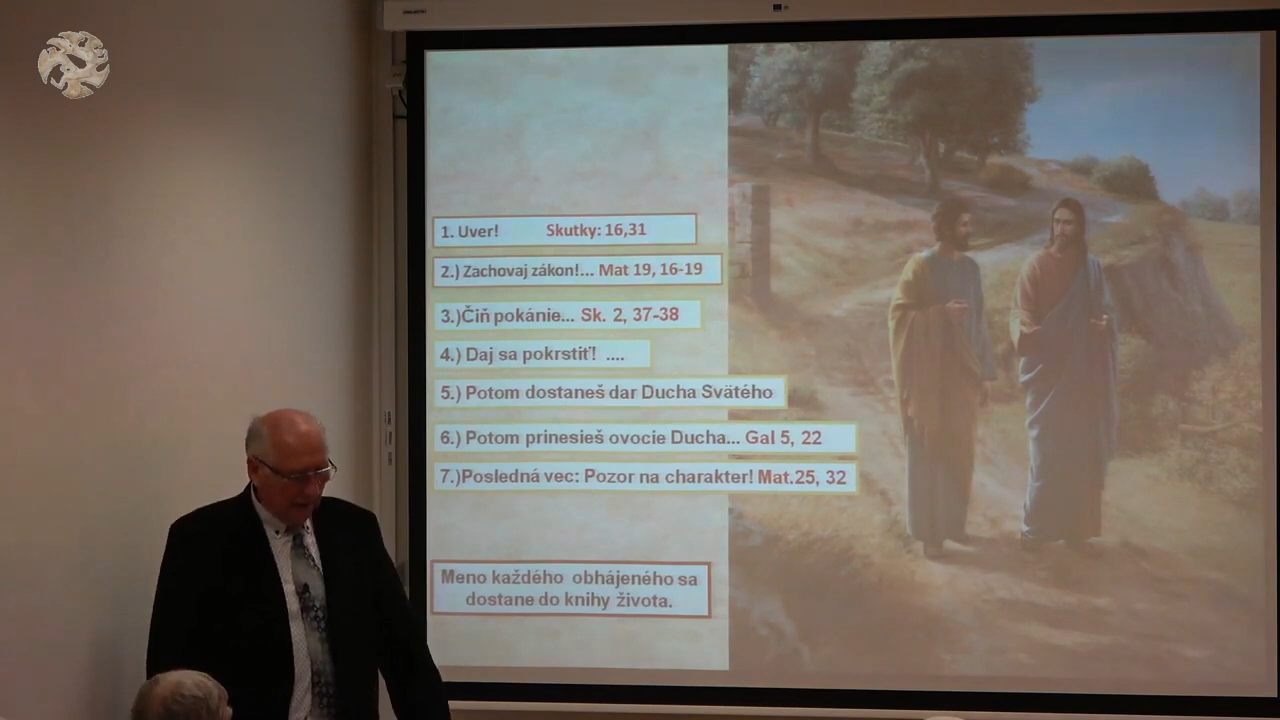 1. Uver! Skutky: 16,31
2.) Zachovaj zákon!... Mat 19, 16-19
3.)Čiň pokánie... Sk. 2, 37-38
4.) Daj sa pokrstiť! ....
5.) Potom dostaneš dar Ducha Svätého
6.) Potom prinesieš ovocie Ducha... Gal 5, 22
7.)Posledná vec: Pozor na charakter! Mat.25, 32
Meno každého obhájeného sa
dostane do knihy života.